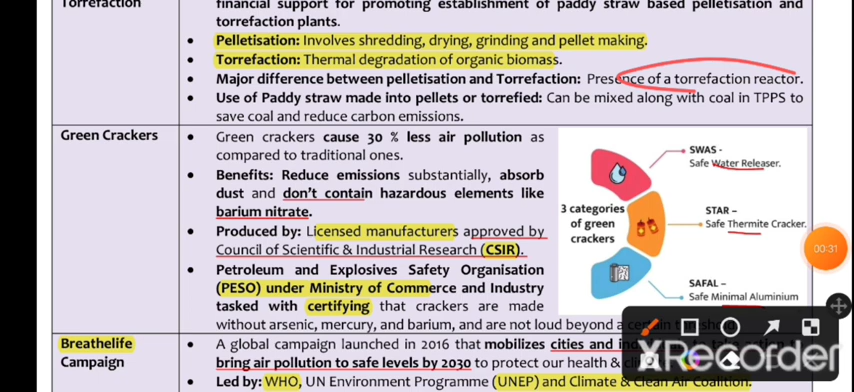 Torrefaction
financial support for promoting establishment of paddy straw based pelletisation and
torrefaction plants.
• Pelletisation: Involves shredding, drying, grinding and pellet making.
• Torrefaction: Thermal degradation of organic biomass.
• Major difference between pelletisation and Torrefaction: Presence of a torrefaction reactor.
• Use of Paddy straw made into pellets or torrefied: Can be mixed along with coal in TPPS to
save coal and reduce carbon emissions.
Green Crackers
• Green crackers cause 30 % less air pollution as
compared to traditional ones.
• Benefits: Reduce emissions substantially, absorb
dust and don't contain hazardous elements like
barium nitrate.
• Produced by: Licensed manufacturers approved by
Council of Scientific & Industrial Research (CSIR).
• Petroleum and Explosives Safety Organisation
(PESO) under Ministry of Commerce and Industry
tasked with certifying that crackers are made
without arsenic, mercury, and barium, and are not loud beyond a certain threshold.
3 categories
of green
crackers
SWAS -
Safe Water Releaser.
STAR –
Safe Thermite Cracker.
SAFAL –
Safe Minimal Aluminium
00:31
Breathelife
Campaign
• A global campaign launched in 2016 that mobilizes cities and to take action to
bring air pollution to safe levels by 2030 to protect our health &
• Led by: WHO, UN Environment Programme (UNEP) and Climate & Clean Air Coalition.
XRecorder